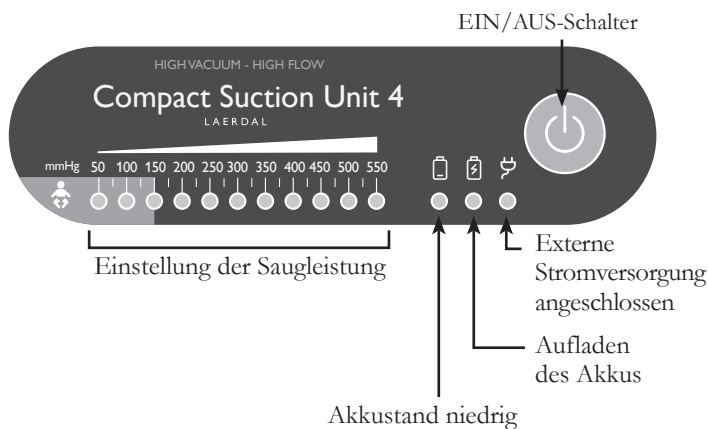 EIN/AUS-Schalter
HIGH VACUUM - HIGH FLOW
Compact Suction Unit 4
LAERDAL
mmHg 50 100 150 200 250 300 350 400 450 500 550
Einstellung der Saugleistung
Externe
Stromversorgung
angeschlossen
Aufladen
des Akkus
Akkustand niedrig